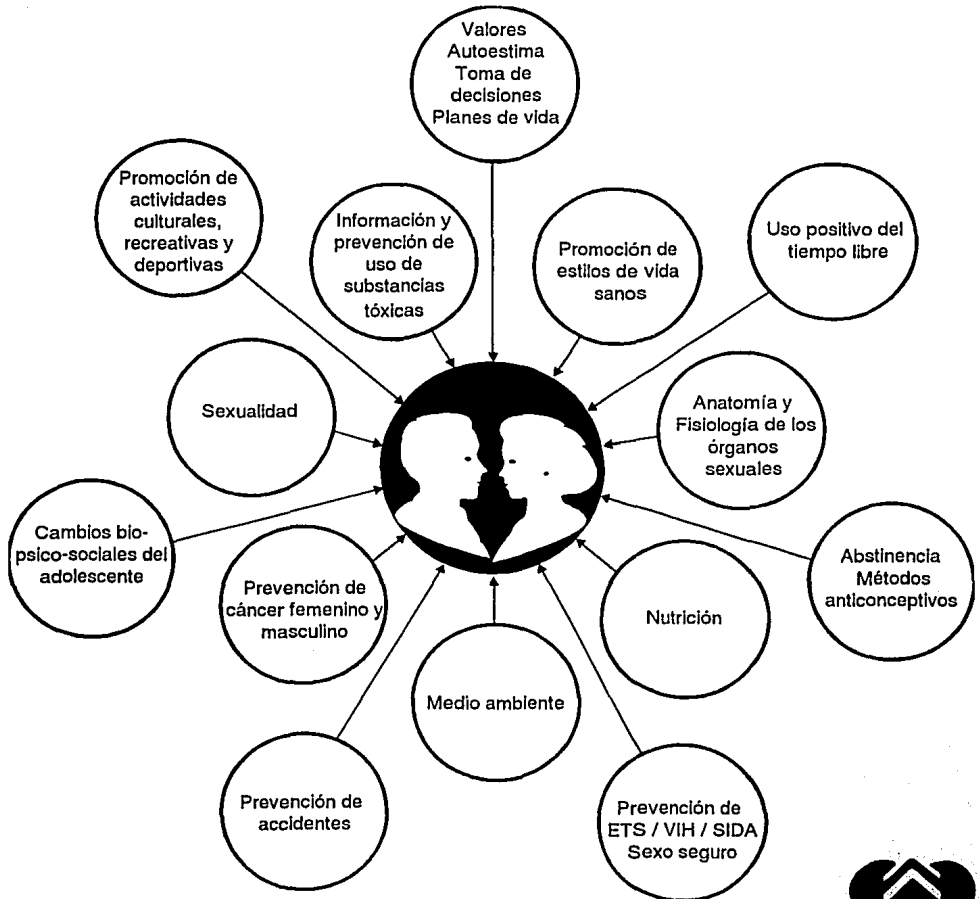 Valores
Autoestima
Toma de
decisiones
Planes de vida
Promoción de
actividades
culturales,
recreativas y
deportivas
Información y
prevención de
uso de
substancias
tóxicas
Promoción de
estilos de vida
sanos
Uso positivo del
tiempo libre
Sexualidad
Anatomía y
Fisiología de los
órganos
sexuales
Cambios bio-
psico-sociales del
adolescente
Prevención de
cáncer femenino y
masculino
Nutrición
Abstinencia
Métodos
anticonceptivos
Medio ambiente
Prevención de
accidentes
Prevención de
ETS / VIH / SIDA
Sexo seguro